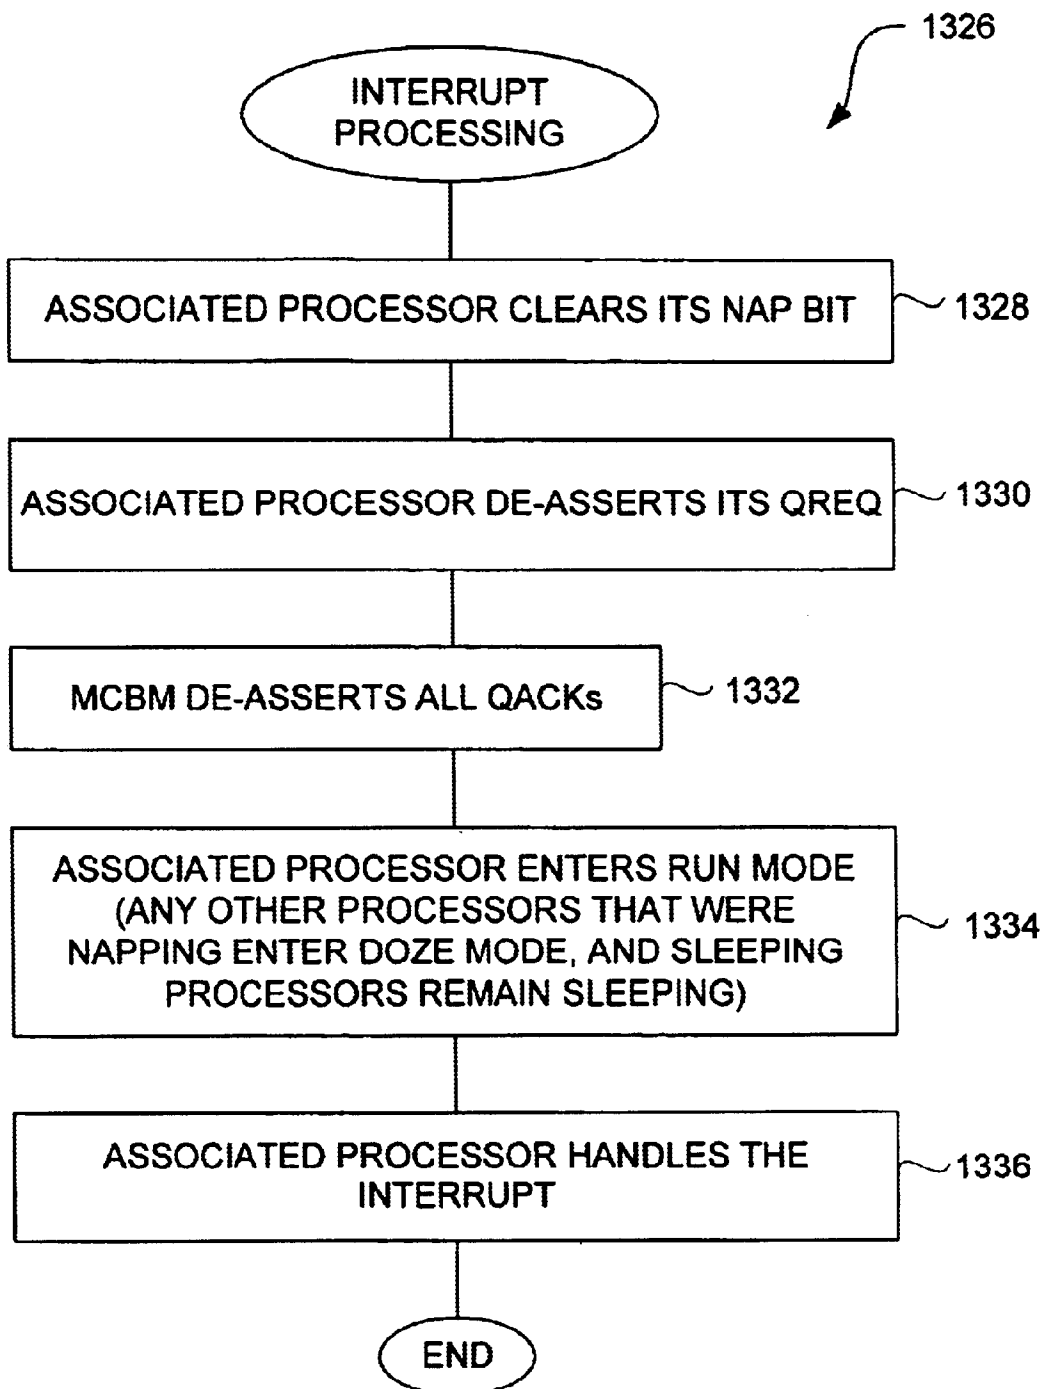 1326
INTERRUPT
PROCESSING
ASSOCIATED PROCESSOR CLEARS ITS NAP BIT
1328
ASSOCIATED PROCESSOR DE-ASSERTS ITS QREQ
1330
MCBM DE-ASSERTS ALL QACKs
1332
ASSOCIATED PROCESSOR ENTERS RUN MODE
(ANY OTHER PROCESSORS THAT WERE
NAPPING ENTER DOZE MODE, AND SLEEPING
PROCESSORS REMAIN SLEEPING)
1334
ASSOCIATED PROCESSOR HANDLES THE
INTERRUPT
1336
END